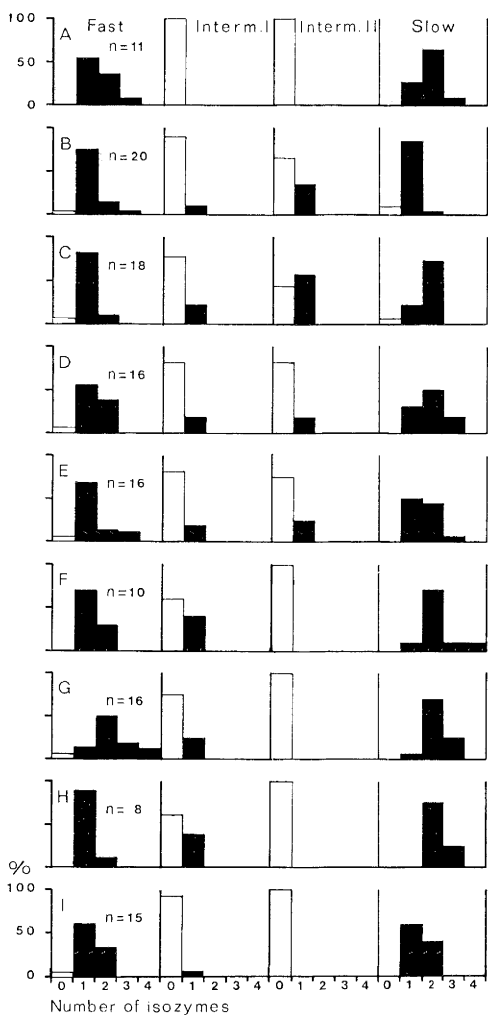 Fast Interm.I Interm.II Slow
100 A n=11
50
0
B n=20
C n=18
D n=16
E n=16
F n=10
G n=16
H n= 8
%
100 I n=15
50
0
0 1 2 3 4 0 1 2 3 4 0 1 2 3 4 0 1 2 3 4
Number of isozymes